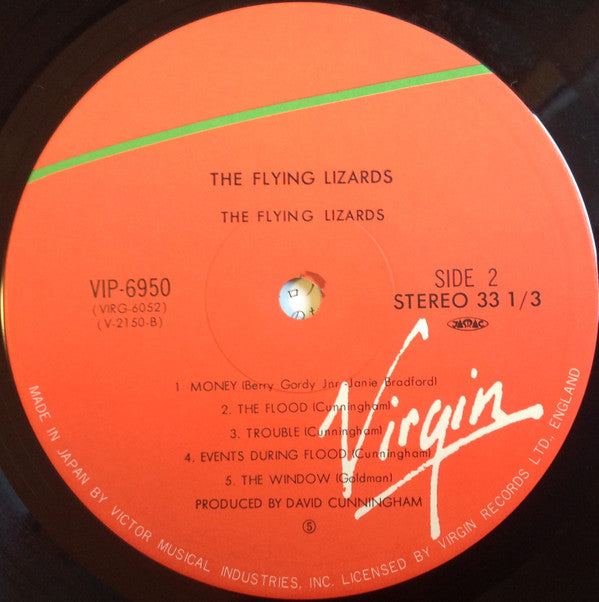 THE FLYING LIZARDS
THE FLYING LIZARDS
VIP-6950
(VIRG-6052)
(V-2150-B)
SIDE 2
STEREO 33 1/3
JASRAC
1 MONEY (Berry Gordy Jnr.-Janie Bradford)
2. THE FLOOD (Cunningham)
3. TROUBLE (Cunningham)
4. EVENTS DURING FLOOD (Cunningham)
5. THE WINDOW (Goldman)
PRODUCED BY DAVID CUNNINGHAM
⑤
Virgin
MADE IN JAPAN BY VICTOR MUSICAL INDUSTRIES, INC. LICENSED BY VIRGIN RECORDS LTD., ENGLAND